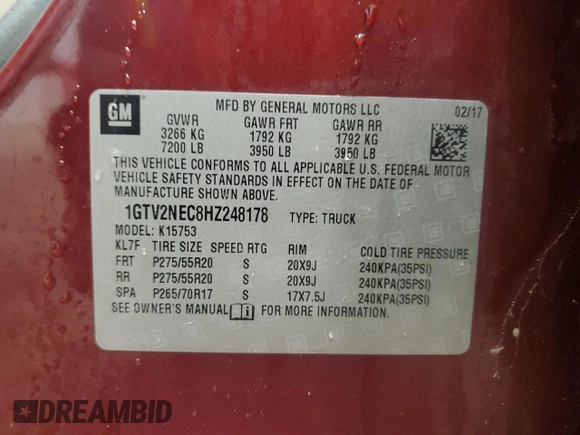 GM
MFD BY GENERAL MOTORS LLC 02/17
GVWR GAWR FRT GAWR RR
3266 KG 1792 KG 1792 KG
7200 LB 3950 LB 3950 LB
THIS VEHICLE CONFORMS TO ALL APPLICABLE U.S. FEDERAL MOTOR
VEHICLE SAFETY STANDARDS IN EFFECT ON THE DATE OF
MANUFACTURE SHOWN ABOVE.
1GTV2NEC8HZ248178 TYPE: TRUCK
MODEL: K15753
KL7F TIRE SIZE SPEED RTG RIM COLD TIRE PRESSURE
FRT P275/55R20 S 20X9J 240KPA(35PSI)
RR P275/55R20 S 20X9J 240KPA(35PSI)
SPA P265/70R17 S 17X7.5J 240KPA(35PSI)
SEE OWNER'S MANUAL FOR MORE INFORMATION.
DREAMBID